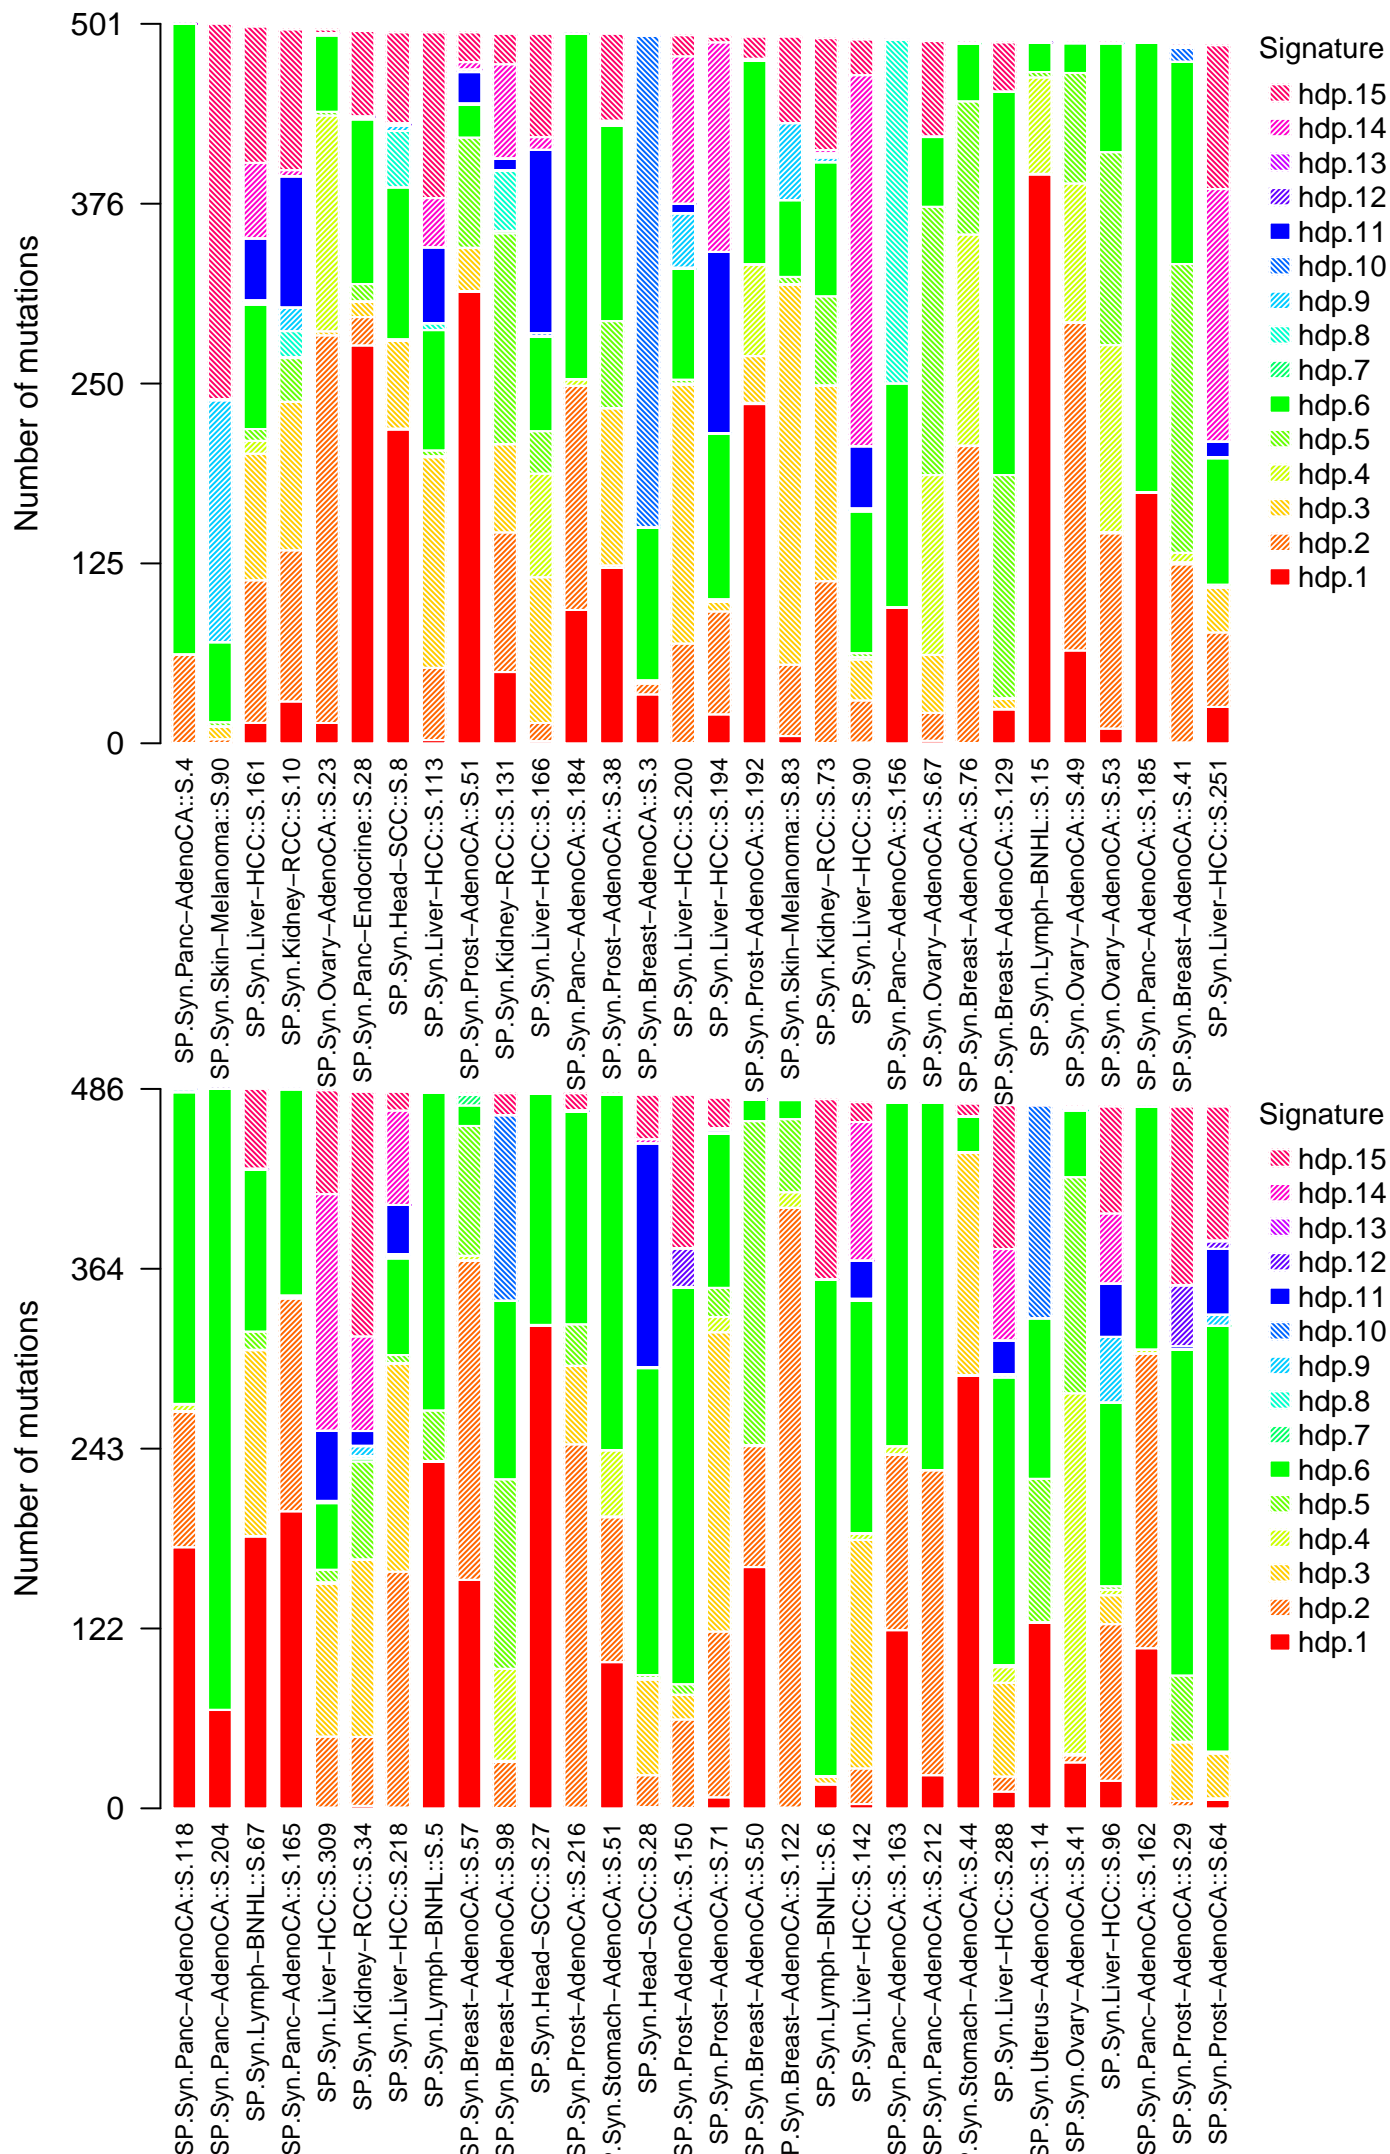 Number of mutations
501
376
250
125
0
Signature
hdp.15
hdp.14
hdp.13
hdp.12
hdp.11
hdp.10
hdp.9
hdp.8
hdp.7
hdp.6
hdp.5
hdp.4
hdp.3
hdp.2
hdp.1
SP.Syn.Panc−AdenoCA::S.4
SP.Syn.Skin−Melanoma::S.90
SP.Syn.Liver−HCC::S.161
SP.Syn.Kidney−RCC::S.10
SP.Syn.Ovary−AdenoCA::S.23
SP.Syn.Panc−Endocrine::S.28
SP.Syn.Head−SCC::S.8
SP.Syn.Liver−HCC::S.113
SP.Syn.Prost−AdenoCA::S.51
SP.Syn.Kidney−RCC::S.131
SP.Syn.Liver−HCC::S.166
SP.Syn.Panc−AdenoCA::S.184
SP.Syn.Prost−AdenoCA::S.38
SP.Syn.Breast−AdenoCA::S.3
SP.Syn.Liver−HCC::S.200
SP.Syn.Liver−HCC::S.194
SP.Syn.Prost−AdenoCA::S.192
SP.Syn.Skin−Melanoma::S.83
SP.Syn.Kidney−RCC::S.73
SP.Syn.Liver−HCC::S.90
SP.Syn.Panc−AdenoCA::S.156
SP.Syn.Ovary−AdenoCA::S.67
SP.Syn.Breast−AdenoCA::S.76
SP.Syn.Breast−AdenoCA::S.129
SP.Syn.Lymph−BNHL::S.15
SP.Syn.Ovary−AdenoCA::S.49
SP.Syn.Ovary−AdenoCA::S.53
SP.Syn.Panc−AdenoCA::S.185
SP.Syn.Breast−AdenoCA::S.41
SP.Syn.Liver−HCC::S.251
Number of mutations
486
364
243
122
0
Signature
hdp.15
hdp.14
hdp.13
hdp.12
hdp.11
hdp.10
hdp.9
hdp.8
hdp.7
hdp.6
hdp.5
hdp.4
hdp.3
hdp.2
hdp.1
SP.Syn.Panc−AdenoCA::S.118
SP.Syn.Panc−AdenoCA::S.204
SP.Syn.Lymph−BNHL::S.67
SP.Syn.Panc−AdenoCA::S.165
SP.Syn.Liver−HCC::S.309
SP.Syn.Kidney−RCC::S.34
SP.Syn.Liver−HCC::S.218
SP.Syn.Lymph−BNHL::S.5
SP.Syn.Breast−AdenoCA::S.57
SP.Syn.Breast−AdenoCA::S.98
SP.Syn.Head−SCC::S.27
SP.Syn.Prost−AdenoCA::S.216
.Syn.Stomach−AdenoCA::S.51
SP.Syn.Head−SCC::S.28
SP.Syn.Prost−AdenoCA::S.150
SP.Syn.Prost−AdenoCA::S.71
SP.Syn.Breast−AdenoCA::S.50
P.Syn.Breast−AdenoCA::S.122
SP.Syn.Lymph−BNHL::S.6
SP.Syn.Liver−HCC::S.142
SP.Syn.Panc−AdenoCA::S.163
SP.Syn.Panc−AdenoCA::S.212
.Syn.Stomach−AdenoCA::S.44
SP.Syn.Liver−HCC::S.288
SP.Syn.Uterus−AdenoCA::S.14
SP.Syn.Ovary−AdenoCA::S.41
SP.Syn.Liver−HCC::S.96
SP.Syn.Panc−AdenoCA::S.162
SP.Syn.Prost−AdenoCA::S.29
SP.Syn.Prost−AdenoCA::S.64